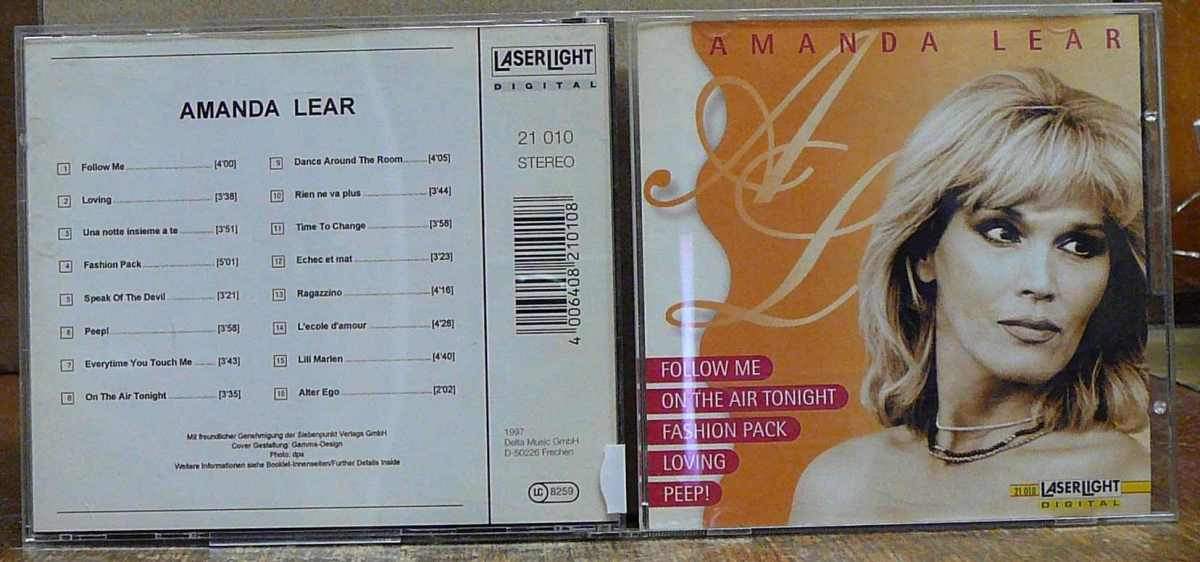 AMANDA LEAR
1 Follow Me [4'00]
2 Loving [3'38]
3 Una notte insieme a te [3'51]
4 Fashion Pack [5'01]
5 Speak Of The Devil [3'21]
6 Peep! [3'58]
7 Everytime You Touch Me [3'43]
8 On The Air Tonight [3'35]
9 Dance Around The Room [4'05]
10 Rien ne va plus [3'44]
11 Time To Change [3'58]
12 Echec et mat [3'23]
13 Ragazzino [4'16]
14 L'ecole d'amour [4'28]
15 Lili Marlen [4'40]
16 Alter Ego [2'02]
Mit freundlicher Genehmigung der Siebenpunkt Verlags GmbH
Cover Gestaltung: Gamma-Design
Photo: dpa
Weitere Informationen siehe Booklet-Innenseiten/Further Details Inside
LASERLIGHT
DIGITAL
21 010
STEREO
4 006408 210108
1997
Delta Music GmbH
D-50226 Frechen
LC 8259
AMANDA LEAR
AL
FOLLOW ME
ON THE AIR TONIGHT
FASHION PACK
LOVING
PEEP!
21 010 LASERLIGHT
DIGITAL